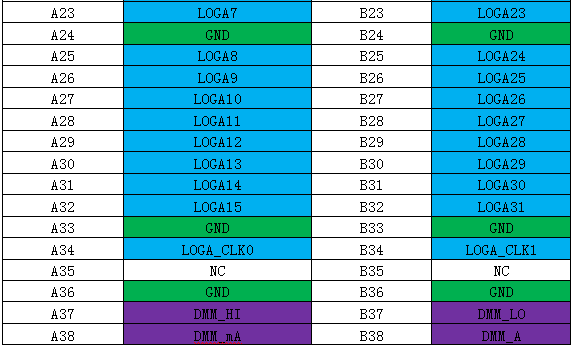 A23 LOGA7 B23 LOGA23
A24 GND B24 GND
A25 LOGA8 B25 LOGA24
A26 LOGA9 B26 LOGA25
A27 LOGA10 B27 LOGA26
A28 LOGA11 B28 LOGA27
A29 LOGA12 B29 LOGA28
A30 LOGA13 B30 LOGA29
A31 LOGA14 B31 LOGA30
A32 LOGA15 B32 LOGA31
A33 GND B33 GND
A34 LOGA_CLK0 B34 LOGA_CLK1
A35 NC B35 NC
A36 GND B36 GND
A37 DMM_HI B37 DMM_LO
A38 DMM_mA B38 DMM_A